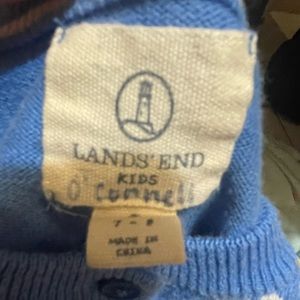 LANDS' END
KIDS
O'connell
7 - 8
MADE IN
CHINA